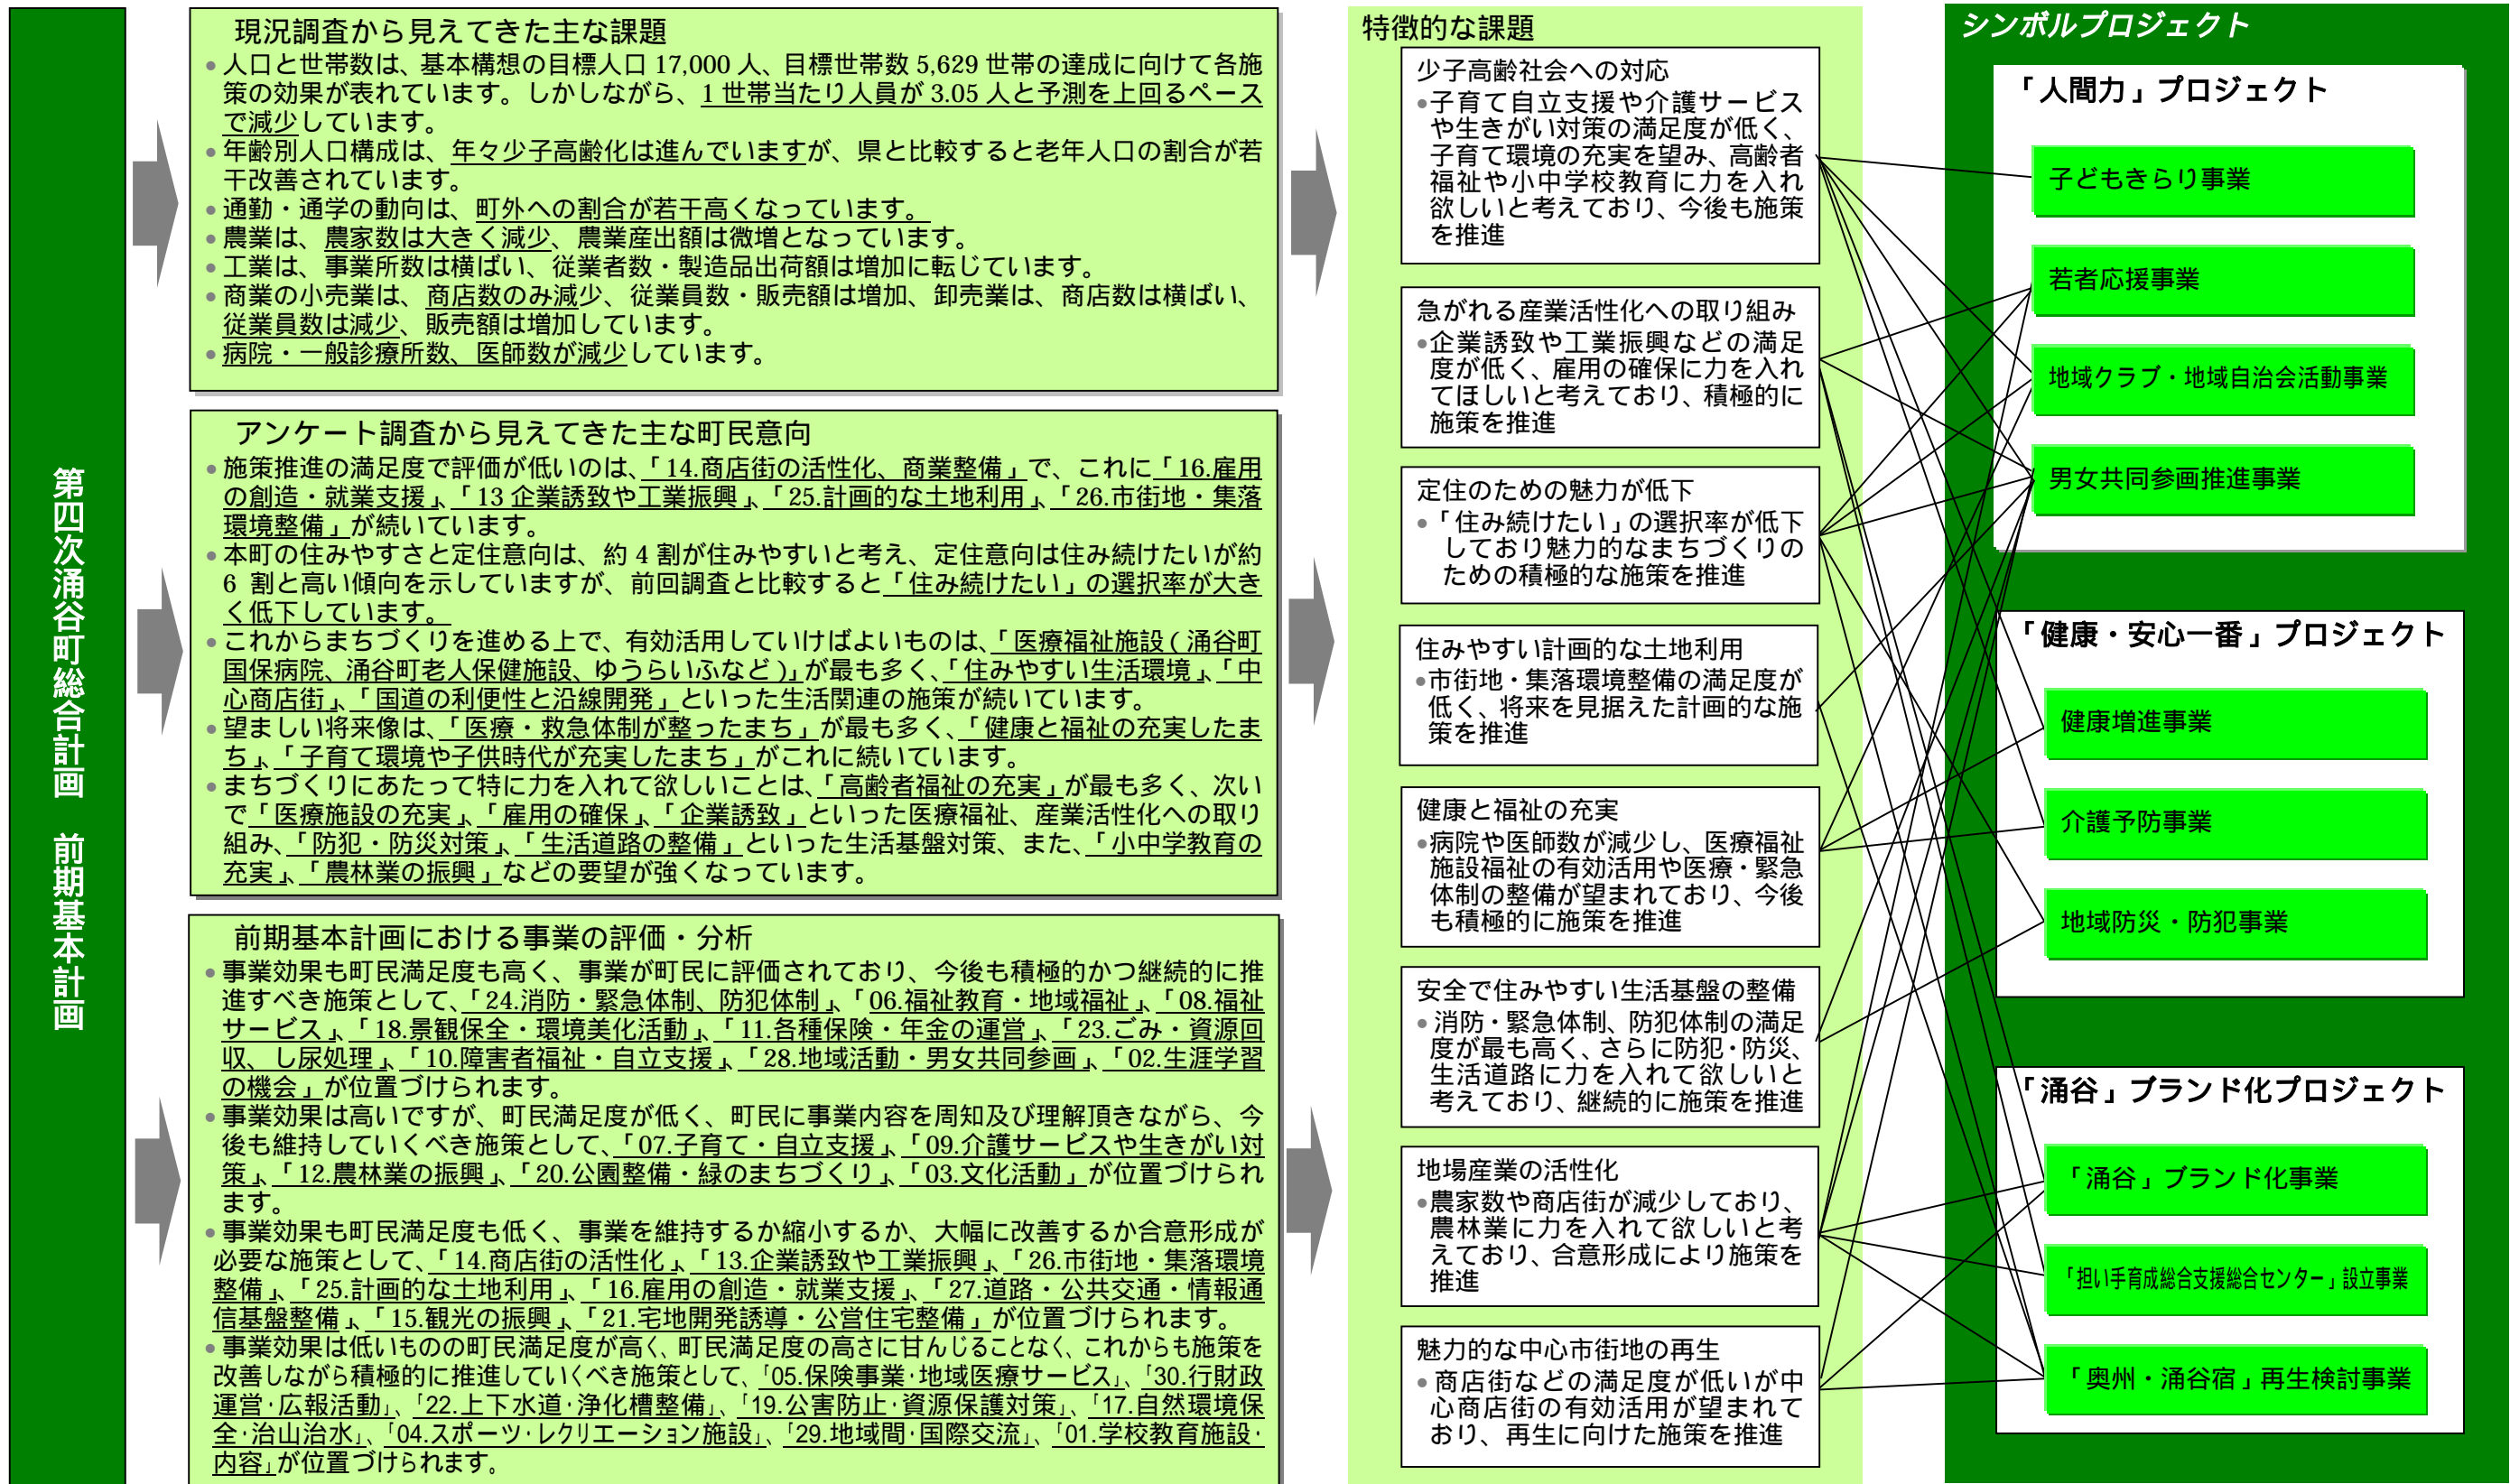 第四次涌谷町総合計画　前期基本計画
現況調査から見えてきた主な課題
●人口と世帯数は、基本構想の目標人口 17,000 人、目標世帯数 5,629 世帯の達成に向けて各施
策の効果が表れています。しかしながら、1 世帯当たり人員が 3.05 人と予測を上回るペース
で減少しています。
●年齢別人口構成は、年々少子高齢化は進んでいますが、県と比較すると老年人口の割合が若
干改善されています。
●通勤・通学の動向は、町外への割合が若干高くなっています。
●農業は、農家数は大きく減少、農業産出額は微増となっています。
●工業は、事業所数は横ばい、従業者数・製造品出荷額は増加に転じています。
●商業の小売業は、商店数のみ減少、従業員数・販売額は増加、卸売業は、商店数は横ばい、
従業員数は減少、販売額は増加しています。
●病院・一般診療所数、医師数が減少しています。
アンケート調査から見えてきた主な町民意向
●施策推進の満足度で評価が低いのは、「14.商店街の活性化、商業整備」で、これに「16.雇用
の創造・就業支援」、「13 企業誘致や工業振興」、「25.計画的な土地利用」、「26.市街地・集落
環境整備」が続いています。
●本町の住みやすさと定住意向は、約 4 割が住みやすいと考え、定住意向は住み続けたいが約
6 割と高い傾向を示していますが、前回調査と比較すると「住み続けたい」の選択率が大き
く低下しています。
●これからまちづくりを進める上で、有効活用していけばよいものは、「医療福祉施設（涌谷町
国保病院、涌谷町老人保健施設、ゆうらいふなど）」が最も多く、「住みやすい生活環境」、「中
心商店街」、「国道の利便性と沿線開発」といった生活関連の施策が続いています。
●望ましい将来像は、「医療・救急体制が整ったまち」が最も多く、「健康と福祉の充実したま
ち」、「子育て環境や子供時代が充実したまち」がこれに続いています。
●まちづくりにあたって特に力を入れて欲しいことは、「高齢者福祉の充実」が最も多く、次い
で「医療施設の充実」、「雇用の確保」、「企業誘致」といった医療福祉、産業活性化への取り
組み、「防犯・防災対策」、「生活道路の整備」といった生活基盤対策、また、「小中学教育の
充実」、「農林業の振興」などの要望が強くなっています。
前期基本計画における事業の評価・分析
●事業効果も町民満足度も高く、事業が町民に評価されており、今後も積極的かつ継続的に推
進すべき施策として、「24.消防・緊急体制、防犯体制」、「06.福祉教育・地域福祉」、「08.福祉
サービス」、「18.景観保全・環境美化活動」、「11.各種保険・年金の運営」、「23.ごみ・資源回
収、し尿処理」、「10.障害者福祉・自立支援」、「28.地域活動・男女共同参画」、「02.生涯学習
の機会」が位置づけられます。
●事業効果は高いですが、町民満足度が低く、町民に事業内容を周知及び理解頂きながら、今
後も維持していくべき施策として、「07.子育て・自立支援」、「09.介護サービスや生きがい対
策」、「12.農林業の振興」、「20.公園整備・緑のまちづくり」、「03.文化活動」が位置づけられ
ます。
●事業効果も町民満足度も低く、事業を維持するか縮小するか、大幅に改善するか合意形成が
必要な施策として、「14.商店街の活性化」、「13.企業誘致や工業振興」、「26.市街地・集落環境
整備」、「25.計画的な土地利用」、「16.雇用の創造・就業支援」、「27.道路・公共交通・情報通
信基盤整備」、「15.観光の振興」、「21.宅地開発誘導・公営住宅整備」が位置づけられます。
●事業効果は低いものの町民満足度が高く、町民満足度の高さに甘んじることなく、これからも施策を
改善しながら積極的に推進していくべき施策として、「05.保険事業・地域医療サービス」、「30.行財政
運営・広報活動」、「22.上下水道・浄化槽整備」、「19.公害防止・資源保護対策」、「17.自然環境保
全・治山治水」、「04.スポーツ・レクリエーション施設」、「29.地域間・国際交流」、「01.学校教育施設・
内容」が位置づけられます。
特徴的な課題
少子高齢社会への対応
●子育て自立支援や介護サービス
や生きがい対策の満足度が低く、
子育て環境の充実を望み、高齢者
福祉や小中学校教育に力を入れ
欲しいと考えており、今後も施策
を推進
急がれる産業活性化への取り組み
●企業誘致や工業振興などの満足
度が低く、雇用の確保に力を入れ
てほしいと考えており、積極的に
施策を推進
定住のための魅力が低下
●「住み続けたい」の選択率が低下
しており魅力的なまちづくりの
ための積極的な施策を推進
住みやすい計画的な土地利用
●市街地・集落環境整備の満足度が
低く、将来を見据えた計画的な施
策を推進
健康と福祉の充実
●病院や医師数が減少し、医療福祉
施設福祉の有効活用や医療・緊急
体制の整備が望まれており、今後
も積極的に施策を推進
安全で住みやすい生活基盤の整備
●消防・緊急体制、防犯体制の満足
度が最も高く、さらに防犯・防災、
生活道路に力を入れて欲しいと
考えており、継続的に施策を推進
地場産業の活性化
●農家数や商店街が減少しており、
農林業に力を入れて欲しいと考
えており、合意形成により施策を
推進
魅力的な中心市街地の再生
●商店街などの満足度が低いが中
心商店街の有効活用が望まれて
おり、再生に向けた施策を推進
シンボルプロジェクト
「人間力」プロジェクト
子どもきらり事業
若者応援事業
地域クラブ・地域自治会活動事業
男女共同参画推進事業
「健康・安心一番」プロジェクト
健康増進事業
介護予防事業
地域防災・防犯事業
「涌谷」ブランド化プロジェクト
「涌谷」ブランド化事業
「担い手育成総合支援総合センター」設立事業
「奥州・涌谷宿」再生検討事業